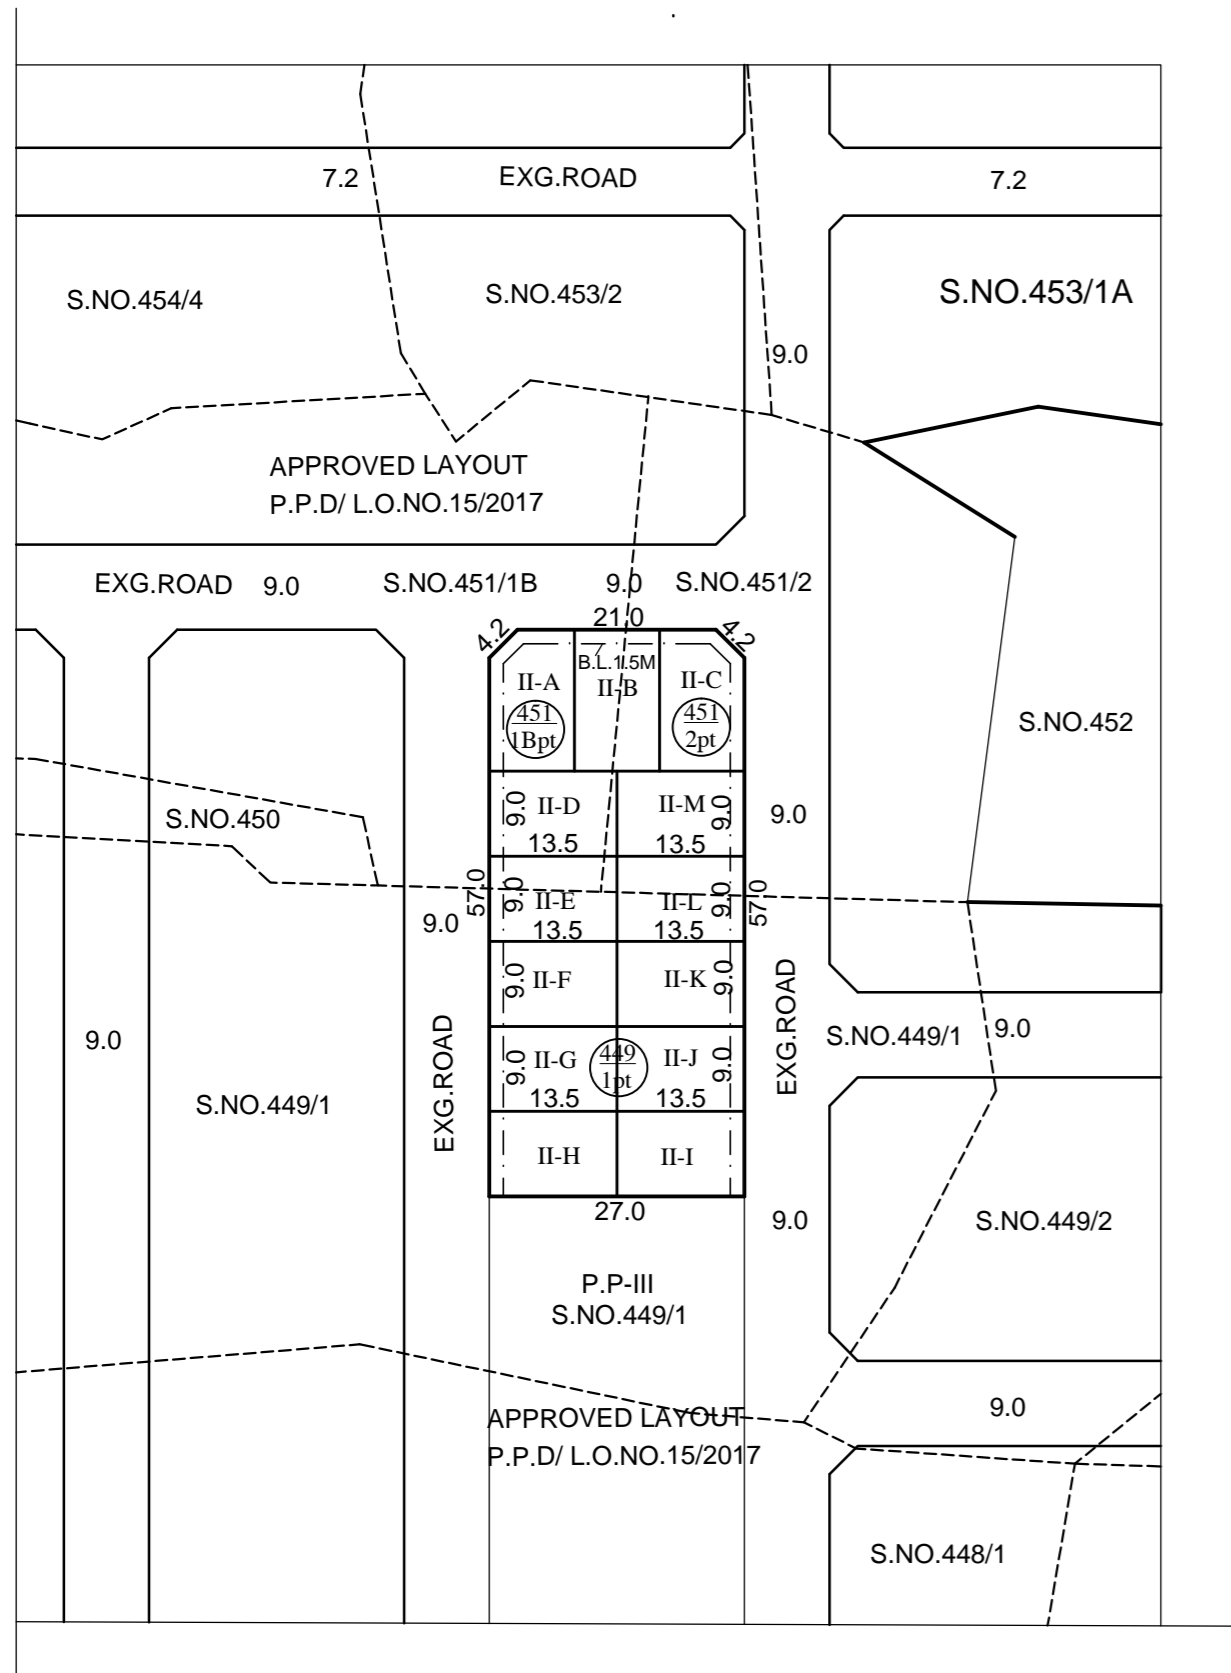 7.2
EXG.ROAD
7.2
S.NO.454/4
S.NO.453/2
S.NO.453/1A
9.0
APPROVED LAYOUT
P.P.D/ L.O.NO.15/2017
EXG.ROAD 9.0
S.NO.451/1B
9.0
S.NO.451/2
4.2
21.0
4.2
B.L.1.5M
II-A
II-B
II-C
451
1Bpt
451
2pt
S.NO.452
S.NO.450
9.0
II-D
13.5
II-M
9.0
13.5
9.0
57.0
9.0
II-E
13.5
II-L
9.0
13.5
57.0
9.0
9.0
II-F
II-K
9.0
EXG.ROAD
EXG.ROAD
S.NO.449/1
9.0
9.0
S.NO.449/1
9.0
II-G
13.5
449
1pt
II-J
9.0
13.5
II-H
II-I
27.0
9.0
S.NO.449/2
P.P-III
S.NO.449/1
APPROVED LAYOUT
P.P.D/ L.O.NO.15/2017
9.0
S.NO.448/1